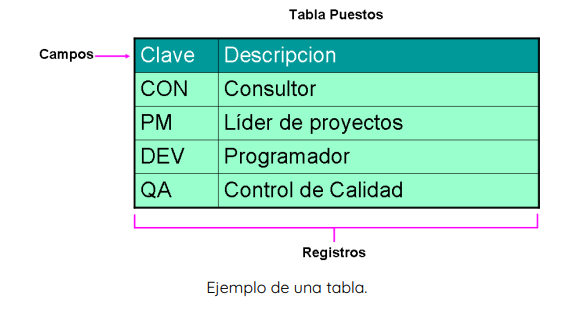 Tabla Puestos
Campos
Clave Descripcion
CON Consultor
PM Líder de proyectos
DEV Programador
QA Control de Calidad
Registros
Ejemplo de una tabla.